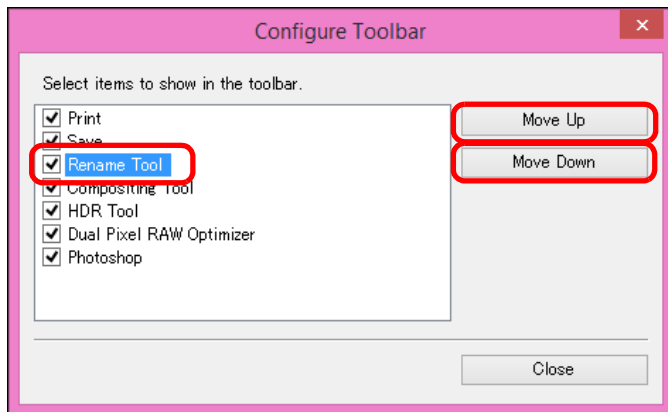 Configure Toolbar
Select items to show in the toolbar.
Print
Save
Rename Tool
Compositing Tool
HDR Tool
Dual Pixel RAW Optimizer
Photoshop
Move Up
Move Down
Close